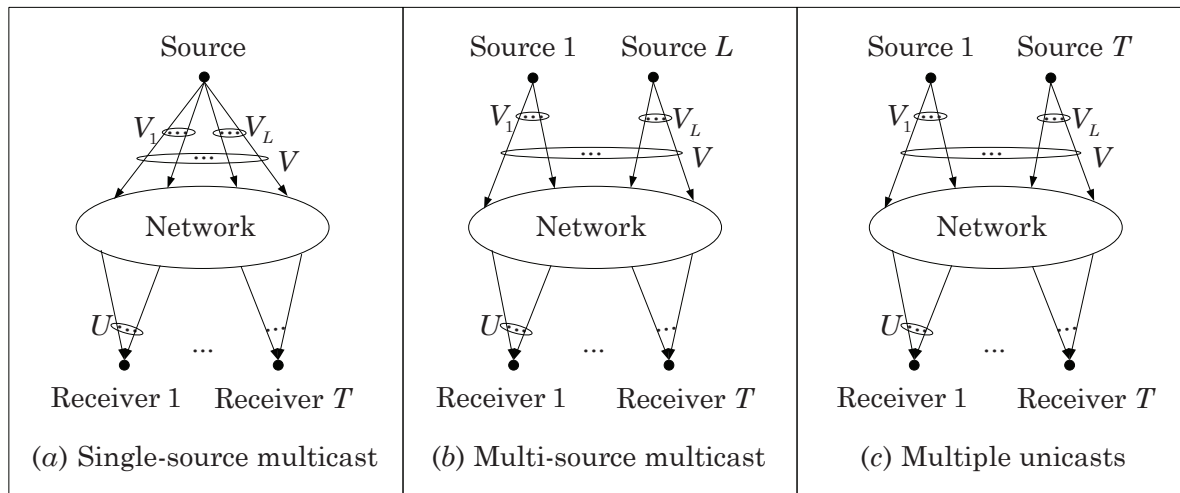 Source
V1 VL
...
V
Network
U
...
Receiver 1 Receiver T
(a) Single-source multicast
Source 1 Source L
V1 VL
...
V
Network
U
...
Receiver 1 Receiver T
(b) Multi-source multicast
Source 1 Source T
V1 VL
...
V
Network
U
...
Receiver 1 Receiver T
(c) Multiple unicasts